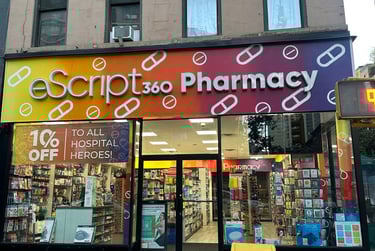 eScript360 Pharmacy
10%
OFF
TO ALL
HOSPITAL
HEROES!
Pharmacy